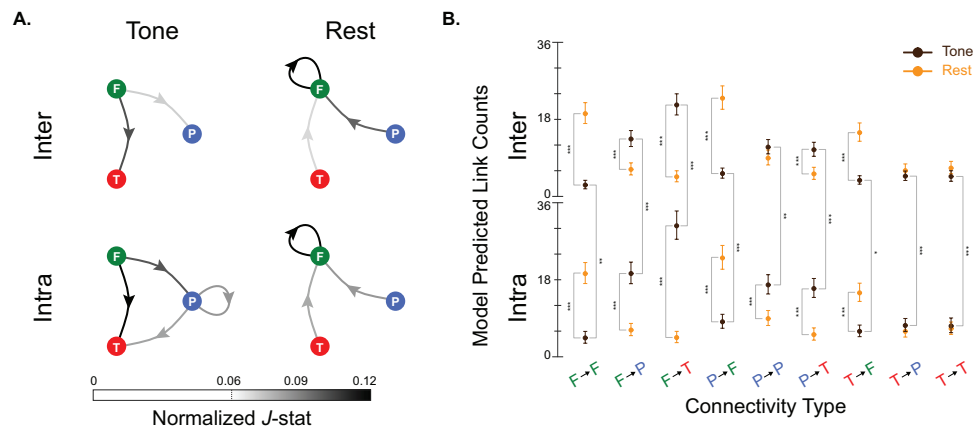 A.
Tone
Rest
Inter
F
P
T
F
P
T
Intra
F
P
T
F
P
T
0
0.06
0.09
0.12
Normalized J-stat
B.
Model Predicted Link Counts
Inter
Intra
36
18
0
36
18
0
Tone
Rest
***
***
***
***
***
***
***
***
**
***
***
***
***
***
**
***
***
***
***
*
***
***
***
F→F
F→P
F→T
P→F
P→P
P→T
T→F
T→P
T→T
Connectivity Type